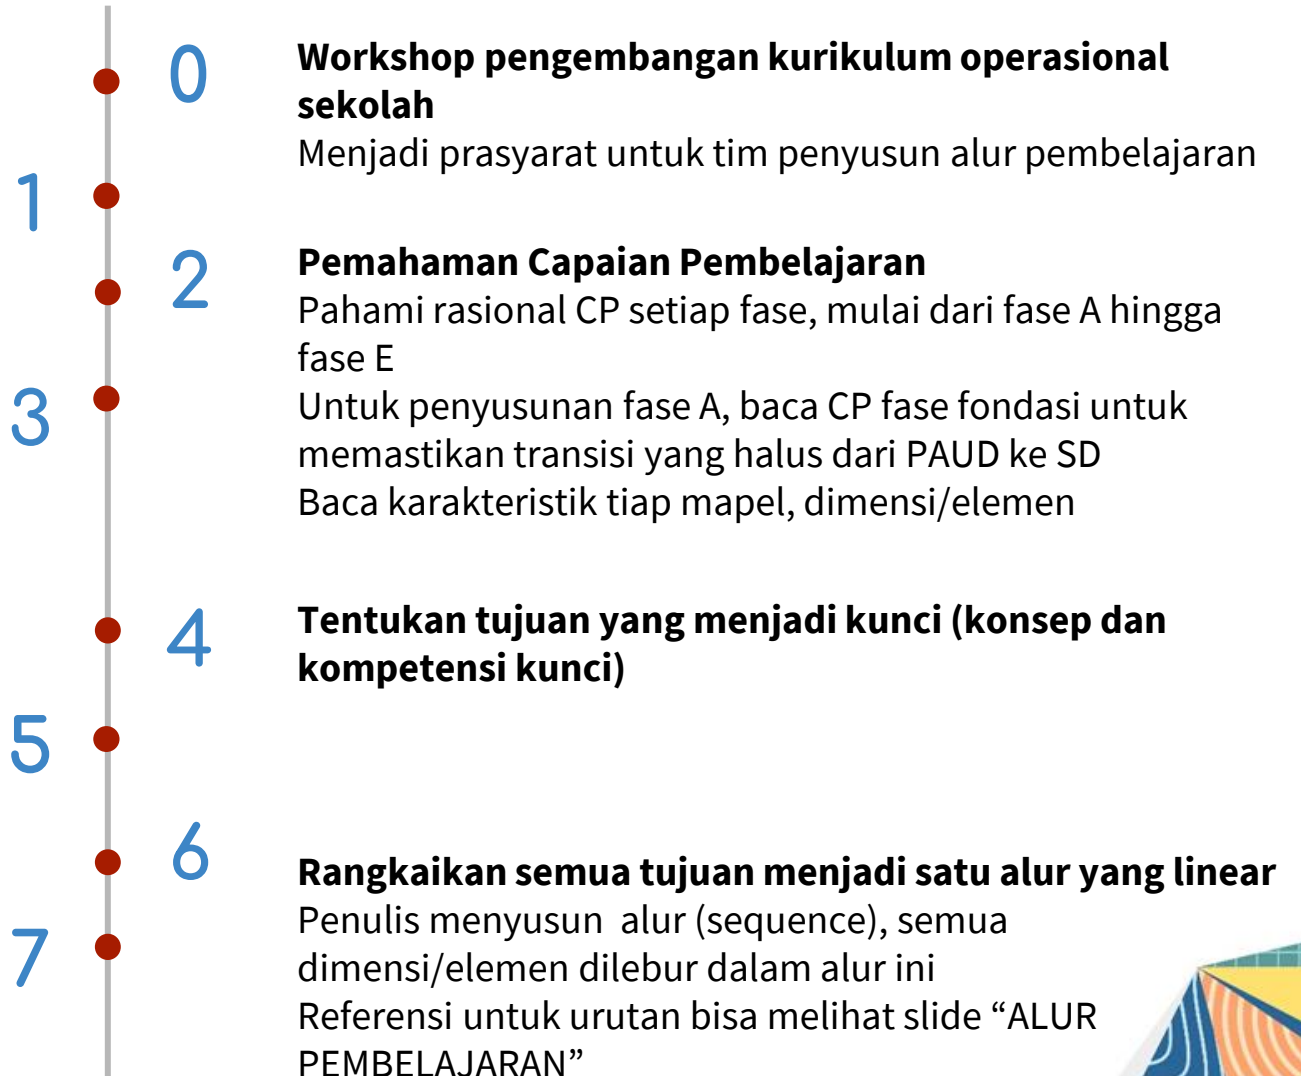 0
Workshop pengembangan kurikulum operasional
sekolah
Menjadi prasyarat untuk tim penyusun alur pembelajaran
1
2
Pemahaman Capaian Pembelajaran
Pahami rasional CP setiap fase, mulai dari fase A hingga
fase E
3
Untuk penyusunan fase A, baca CP fase fondasi untuk
memastikan transisi yang halus dari PAUD ke SD
Baca karakteristik tiap mapel, dimensi/elemen
4
Tentukan tujuan yang menjadi kunci (konsep dan
kompetensi kunci)
5
6
Rangkaikan semua tujuan menjadi satu alur yang linear
Penulis menyusun  alur (sequence), semua
7
dimensi/elemen dilebur dalam alur ini
Referensi untuk urutan bisa melihat slide “ALUR
PEMBELAJARAN”